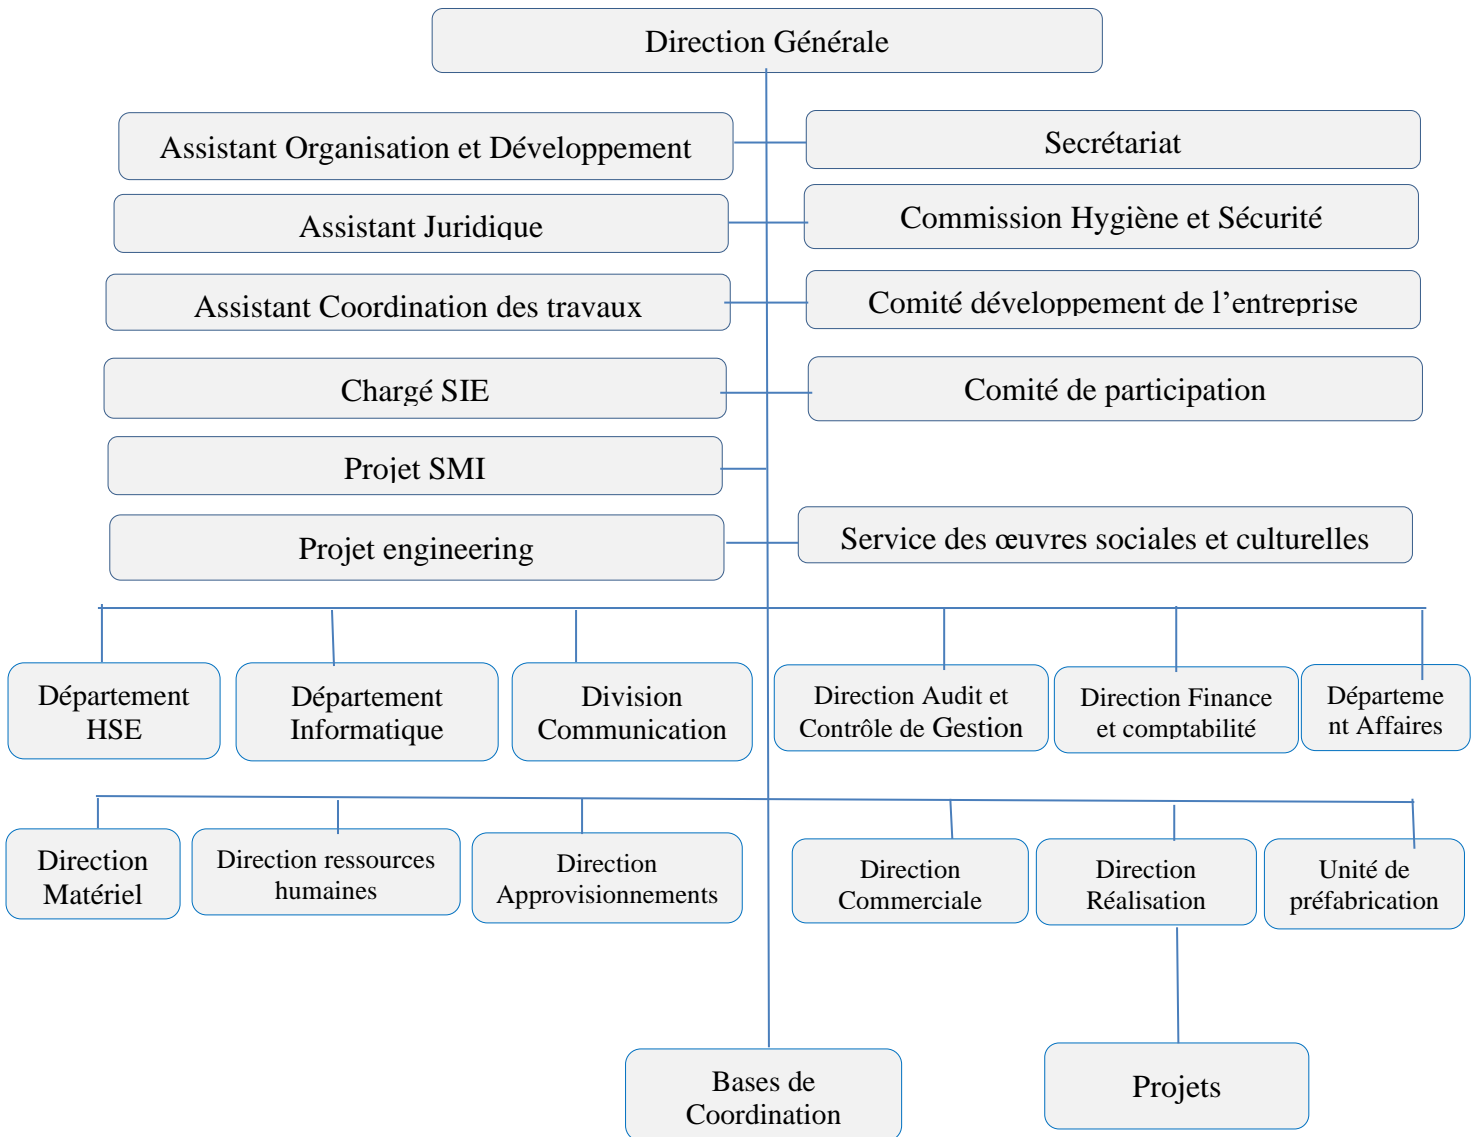 Direction Générale
Assistant Organisation et Développement
Secrétariat
Assistant Juridique
Commission Hygiène et Sécurité
Assistant Coordination des travaux
Comité développement de l’entreprise
Chargé SIE
Comité de participation
Projet SMI
Projet engineering
Service des œuvres sociales et culturelles
Département
HSE
Département
Informatique
Division
Communication
Direction Audit et
Contrôle de Gestion
Direction Finance
et comptabilité
Départeme
nt Affaires
Direction
Matériel
Direction ressources
humaines
Direction
Approvisionnements
Direction
Commerciale
Direction
Réalisation
Unité de
préfabrication
Bases de
Coordination
Projets